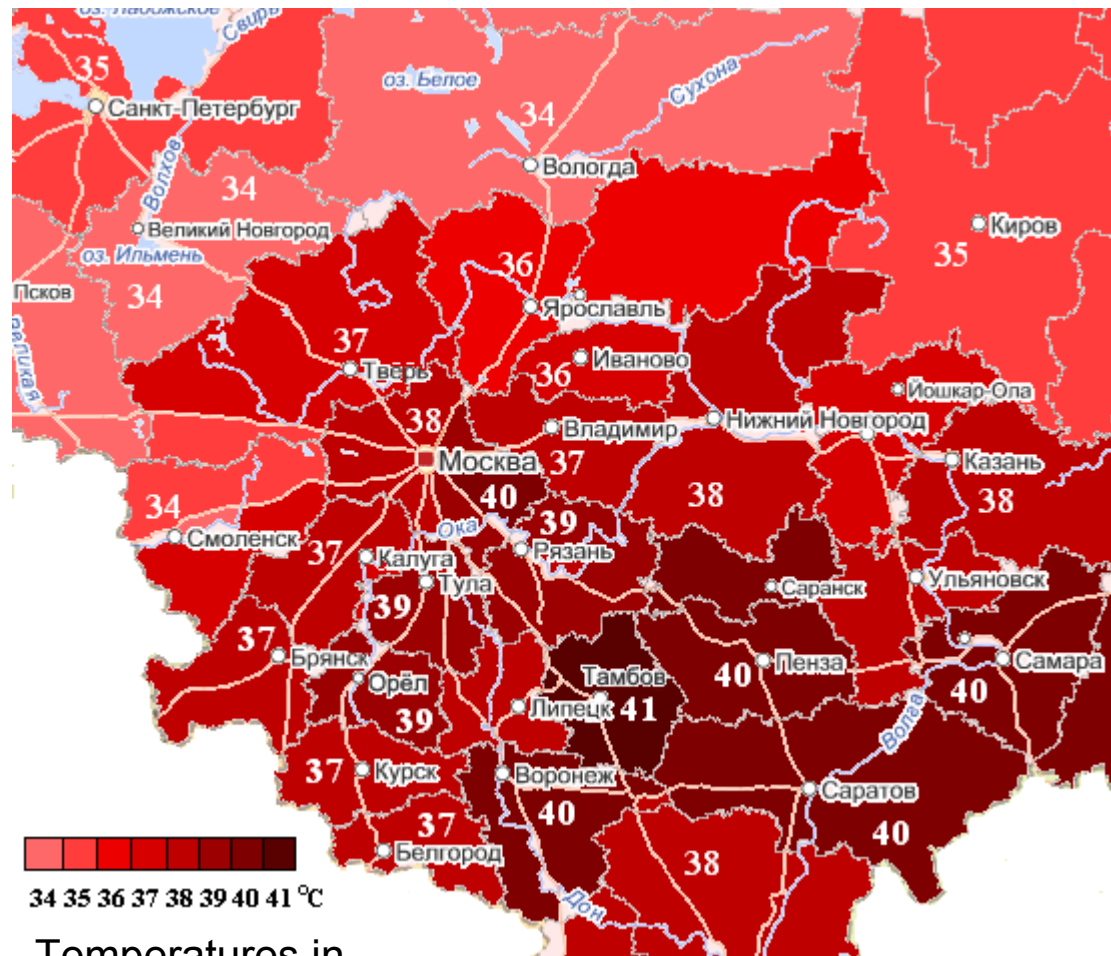 оз. Ладожское
Свирь
35
Санкт-Петербург
оз. Белое
Сухона
34
Вологда
Волхов
34
Великий Новгород
оз. Ильмень
Киров
35
36
Псков
34
Ярославль
37
Тверь
Иваново
36
Великая
Йошкар-Ола
38
Владимир
Нижний Новгород
Москва
37
Казань
40
38
38
34
Ока
39
Смоленск
37
Рязань
Калуга
Тула
39
Саранск
Ульяновск
37
Брянск
Пенза
Самара
Орёл
Тамбов
40
40
39
Липецк
41
Волга
37
Курск
Воронеж
Саратов
40
40
37
Белгород
38
Дон
34 35 36 37 38 39 40 41 °C
Temperatures in